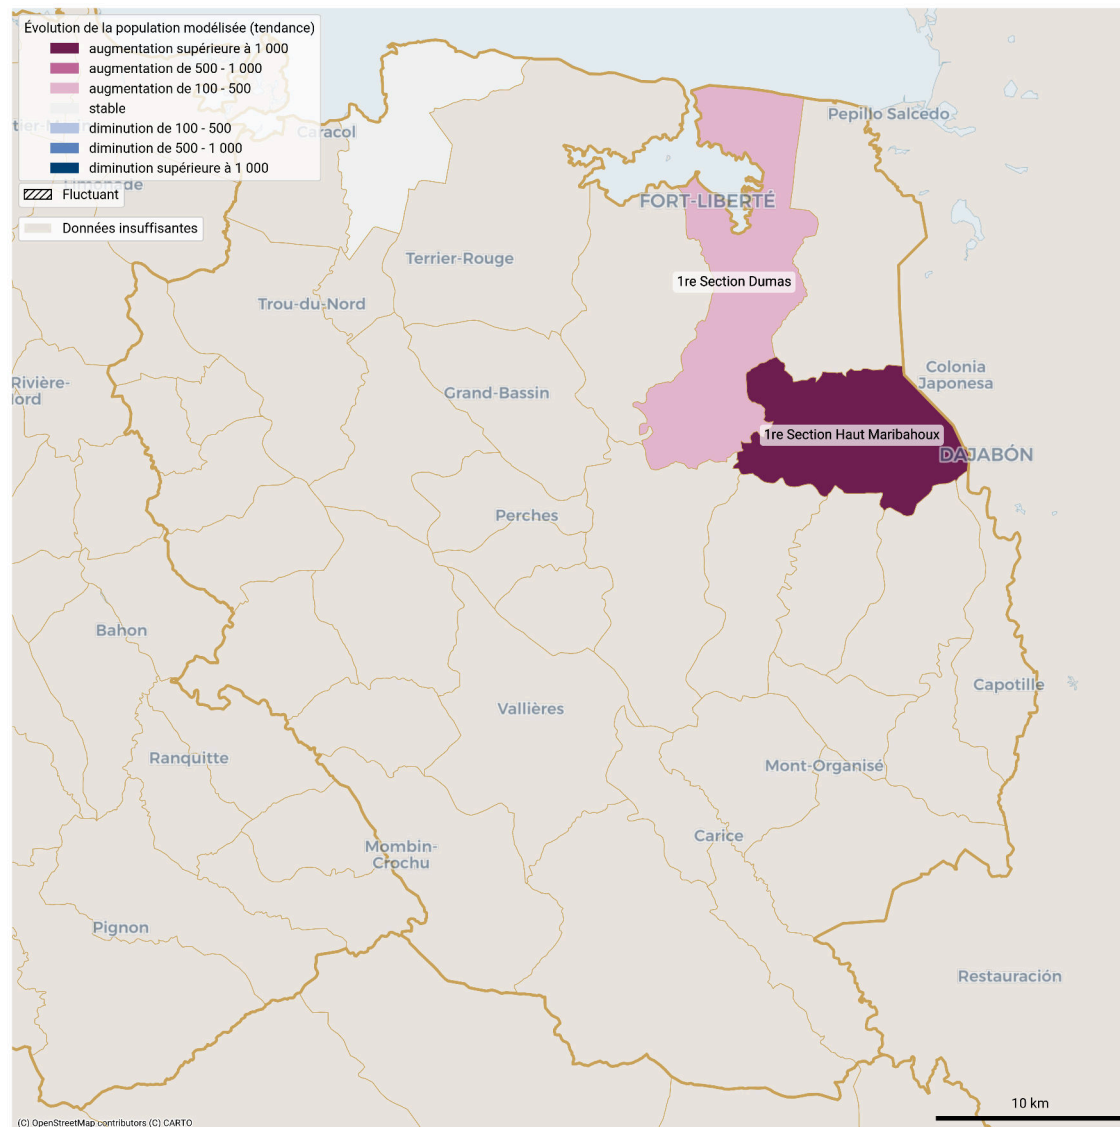 Évolution de la population modélisée (tendance)
augmentation supérieure à 1 000
augmentation de 500 - 1 000
augmentation de 100 - 500
stable
diminution de 100 - 500
diminution de 500 - 1 000
diminution supérieure à 1 000
Fluctuant
Données insuffisantes
Caracol
Limonade
Pepillo Salcedo
FORT-LIBERTÉ
Terrier-Rouge
1re Section Dumas
Trou-du-Nord
Rivière-
Colonia
Japonesa
Grand-Bassin
1re Section Haut Maribahoux
DAJABÓN
Perches
Bahon
Capotille
Vallières
Ranquitte
Mont-Organisé
Carice
Mombin-
Crochu
Pignon
Restauración
10 km
(C) OpenStreetMap contributors (C) CARTO